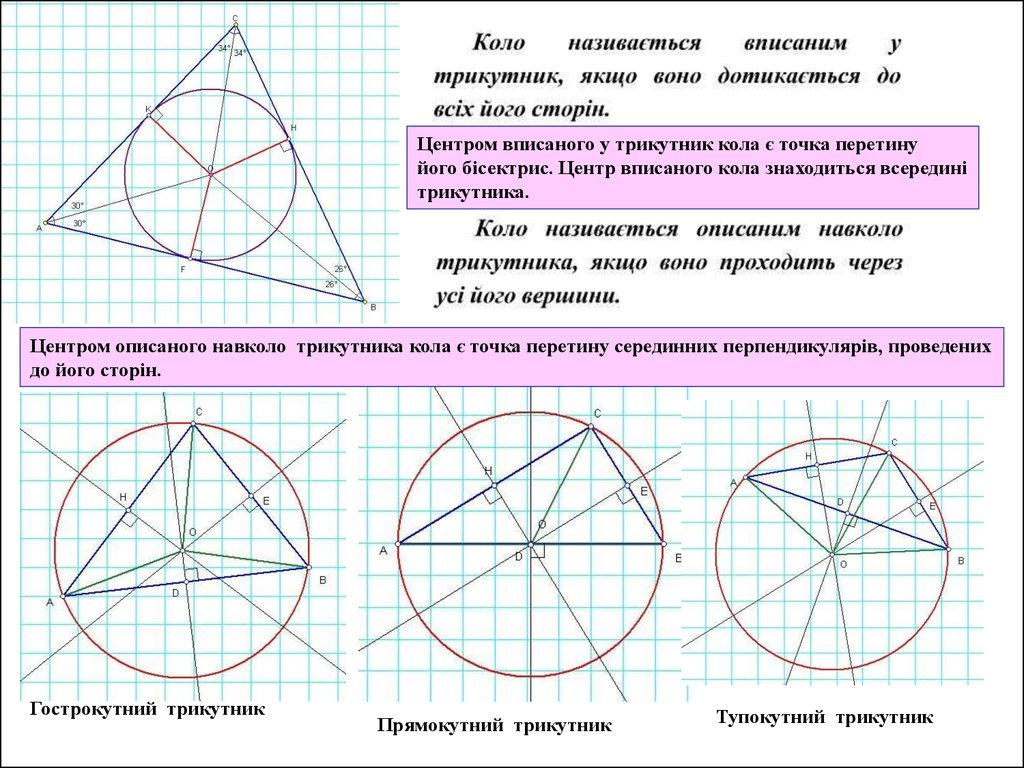 C
34° 34°
K
H
O
30°
A 30°
F
26°
26°
B
Коло називається вписаним у
трикутник, якщо воно дотикається до
всіх його сторін.
Центром вписаного у трикутник кола є точка перетину
його бісектрис. Центр вписаного кола знаходиться всередині
трикутника.
Коло називається описаним навколо
трикутника, якщо воно проходить через
усі його вершини.
Центром описаного навколо трикутника кола є точка перетину серединних перпендикулярів, проведених
до його сторін.
C
H
E
O
B
D
A
Гострокутний трикутник
C
H
E
O
A
D
B
Прямокутний трикутник
C
H
A
D
E
O
B
Тупокутний трикутник